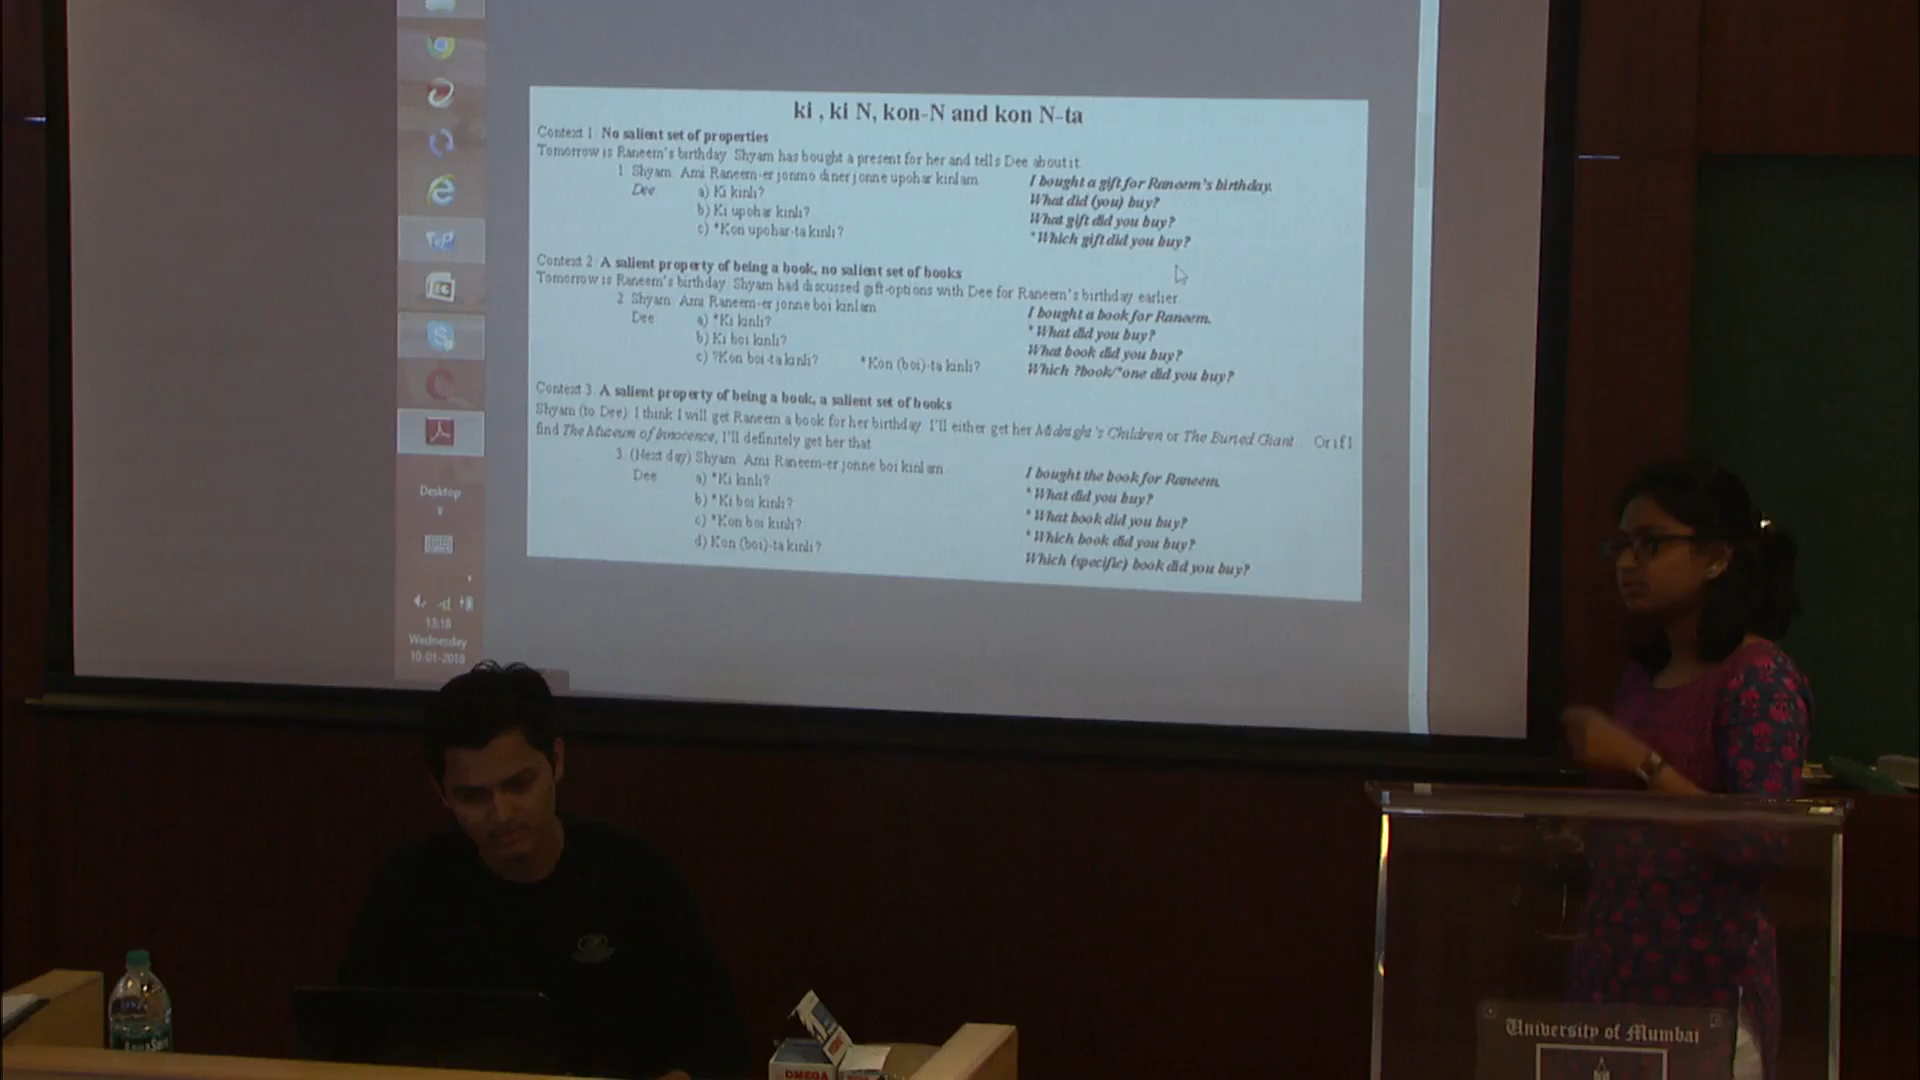 ki , ki N, kon-N and kon N-ta
Context 1: No salient set of properties
Tomorrow is Raneem's birthday. Shyam has bought a present for her and tells Dee about it.
1. Shyam: Ami Raneem-er jonmo diner jonne upohar kinlam. I bought a gift for Raneem's birthday.
Dee: a) Ki kinli? What did (you) buy?
b) Ki upohar kinli? What gift did you buy?
c) *Kon upohar-ta kinli? *Which gift did you buy?
Context 2: A salient property of being a book, no salient set of books
Tomorrow is Raneem's birthday. Shyam had discussed gift-options with Dee for Raneem's birthday earlier.
2. Shyam: Ami Raneem-er jonne boi kinlam. I bought a book for Raneem.
Dee: a) *Ki kinli? *What did you buy?
b) Ki boi kinli? What book did you buy?
c) ?Kon boi-ta kinli? *Kon (boi)-ta kinli? Which ?book/*one did you buy?
Context 3: A salient property of being a book, a salient set of books
Shyam (to Dee): I think I will get Raneem a book for her birthday. I'll either get her Midnight's Children or The Buried Giant. Or if I
find The Museum of Innocence, I'll definitely get her that.
3. (Next day) Shyam: Ami Raneem-er jonne boi kinlam. I bought the book for Raneem.
Dee: a) *Ki kinli? *What did you buy?
b) *Ki boi kinli? *What book did you buy?
c) *Kon boi kinli? *Which book did you buy?
d) Kon (boi)-ta kinli? Which (specific) book did you buy?
Desktop
13:18
Wednesday
10-01-2018
University of Mumbai
OMEGA